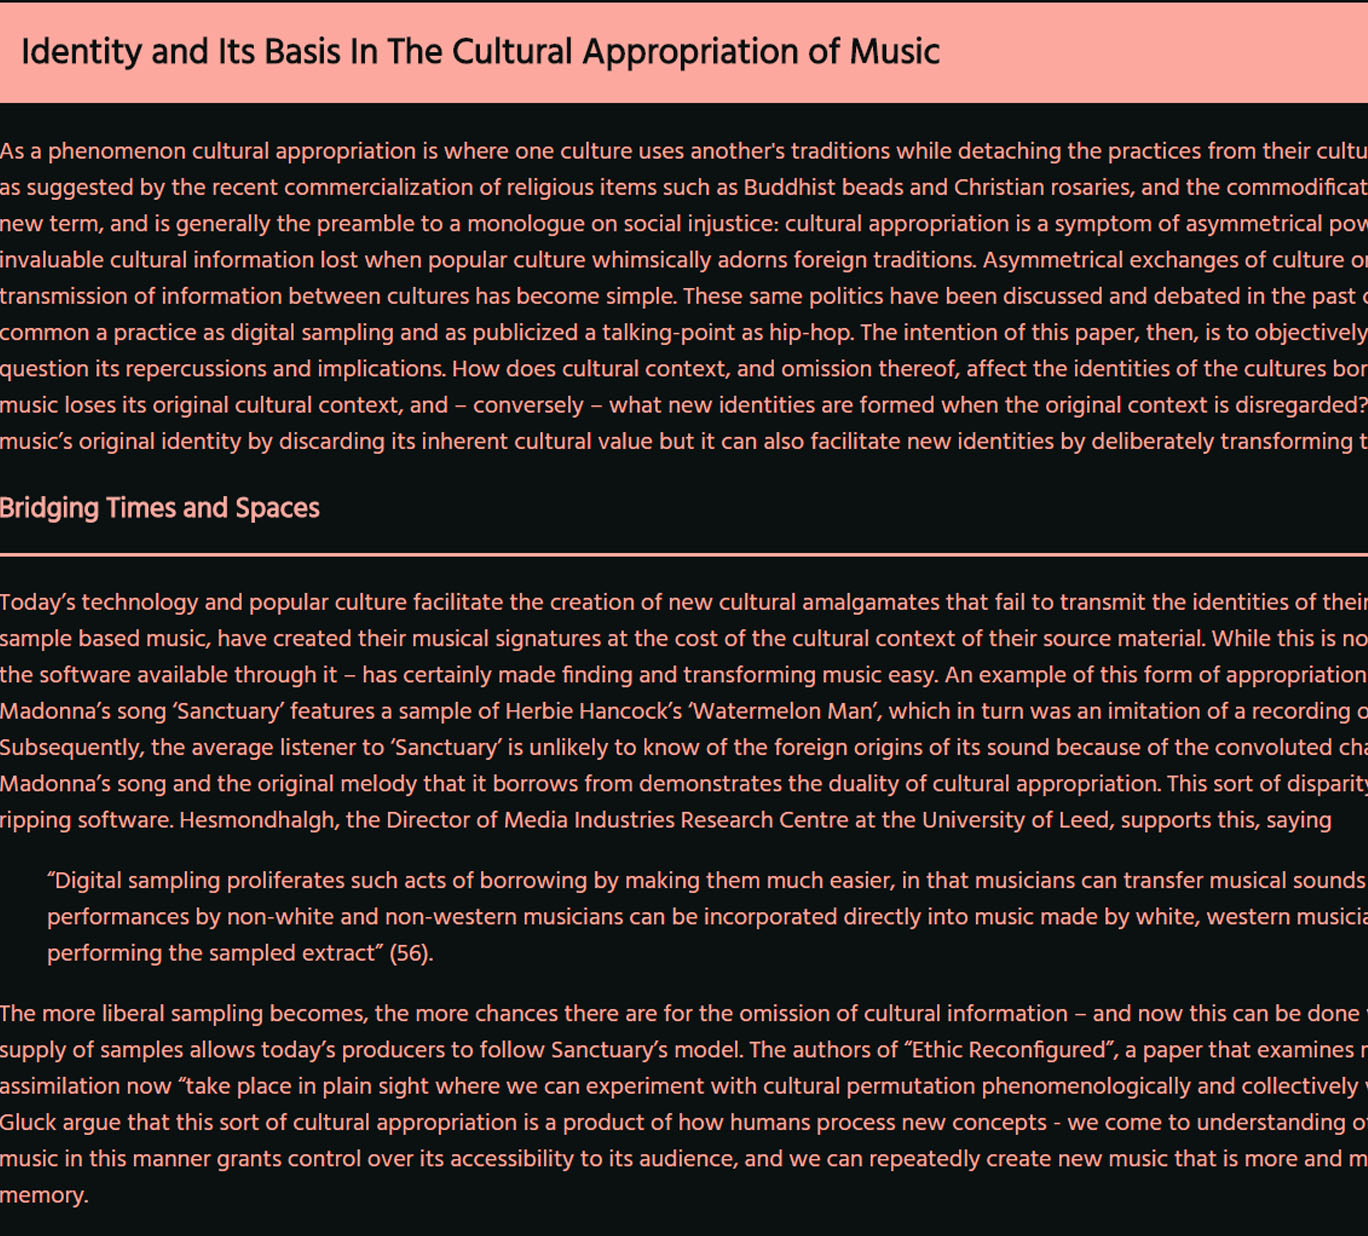 Identity and Its Basis In The Cultural Appropriation of Music
As a phenomenon cultural appropriation is where one culture uses another's traditions while detaching the practices from their
as suggested by the recent commercialization of religious items such as Buddhist beads and Christian rosaries, and the
new term, and is generally the preamble to a monologue on social injustice: cultural appropriation is a symptom of asymmetrical
invaluable cultural information lost when popular culture whimsically adorns foreign traditions. Asymmetrical exchanges of culture
transmission of information between cultures has become simple. These same politics have been discussed and debated in the past
common a practice as digital sampling and as publicized a talking-point as hip-hop. The intention of this paper, then, is to objectively
question its repercussions and implications. How does cultural context, and omission thereof, affect the identities of the cultures
music loses its original cultural context, and – conversely – what new identities are formed when the original context is disregarded?
music’s original identity by discarding its inherent cultural value but it can also facilitate new identities by deliberately transforming
Bridging Times and Spaces
Today’s technology and popular culture facilitate the creation of new cultural amalgamates that fail to transmit the identities of their
sample based music, have created their musical signatures at the cost of the cultural context of their source material. While this is
the software available through it – has certainly made finding and transforming music easy. An example of this form of appropriation
Madonna’s song ‘Sanctuary’ features a sample of Herbie Hancock’s ‘Watermelon Man’, which in turn was an imitation of a recording
Subsequently, the average listener to ‘Sanctuary’ is unlikely to know of the foreign origins of its sound because of the convoluted
Madonna’s song and the original melody that it borrows from demonstrates the duality of cultural appropriation. This sort of disparity
ripping software. Hesmondhalgh, the Director of Media Industries Research Centre at the University of Leed, supports this, saying
“Digital sampling proliferates such acts of borrowing by making them much easier, in that musicians can transfer musical sounds
performances by non-white and non-western musicians can be incorporated directly into music made by white, western
performing the sampled extract” (56).
The more liberal sampling becomes, the more chances there are for the omission of cultural information – and now this can be done
supply of samples allows today’s producers to follow Sanctuary’s model. The authors of “Ethic Reconfigured”, a paper that examines
assimilation now “take place in plain sight where we can experiment with cultural permutation phenomenologically and collectively
Gluck argue that this sort of cultural appropriation is a product of how humans process new concepts - we come to understanding
music in this manner grants control over its accessibility to its audience, and we can repeatedly create new music that is more and
memory.